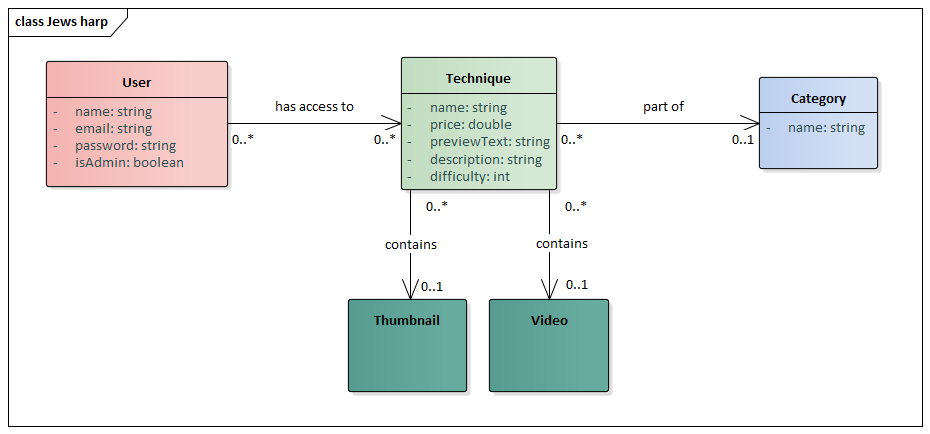 class Jews harp
User
- name: string
- email: string
- password: string
- isAdmin: boolean
has access to
0..*
0..*
Technique
- name: string
- price: double
- previewText: string
- description: string
- difficulty: int
part of
0..*
0..1
Category
- name: string
0..*
contains
0..1
0..*
contains
0..1
Thumbnail
Video